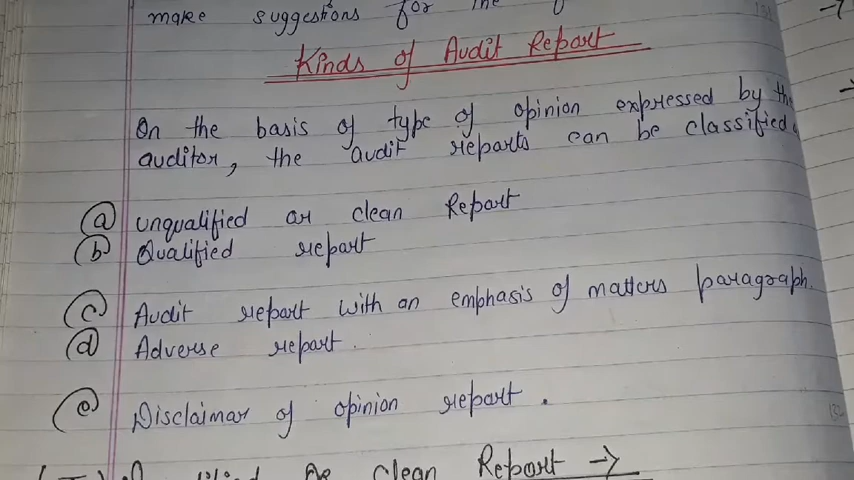 make suggestions for the
Kinds of Audit Report
On the basis of type of opinion expressed by the
auditor, the audit reports can be classified
(a) unqualified or clean Report
(b) Qualified report
(c) Audit report with an emphasis of matters paragraph.
(d) Adverse report.
(e) Disclaimar of opinion report.
clean Report →